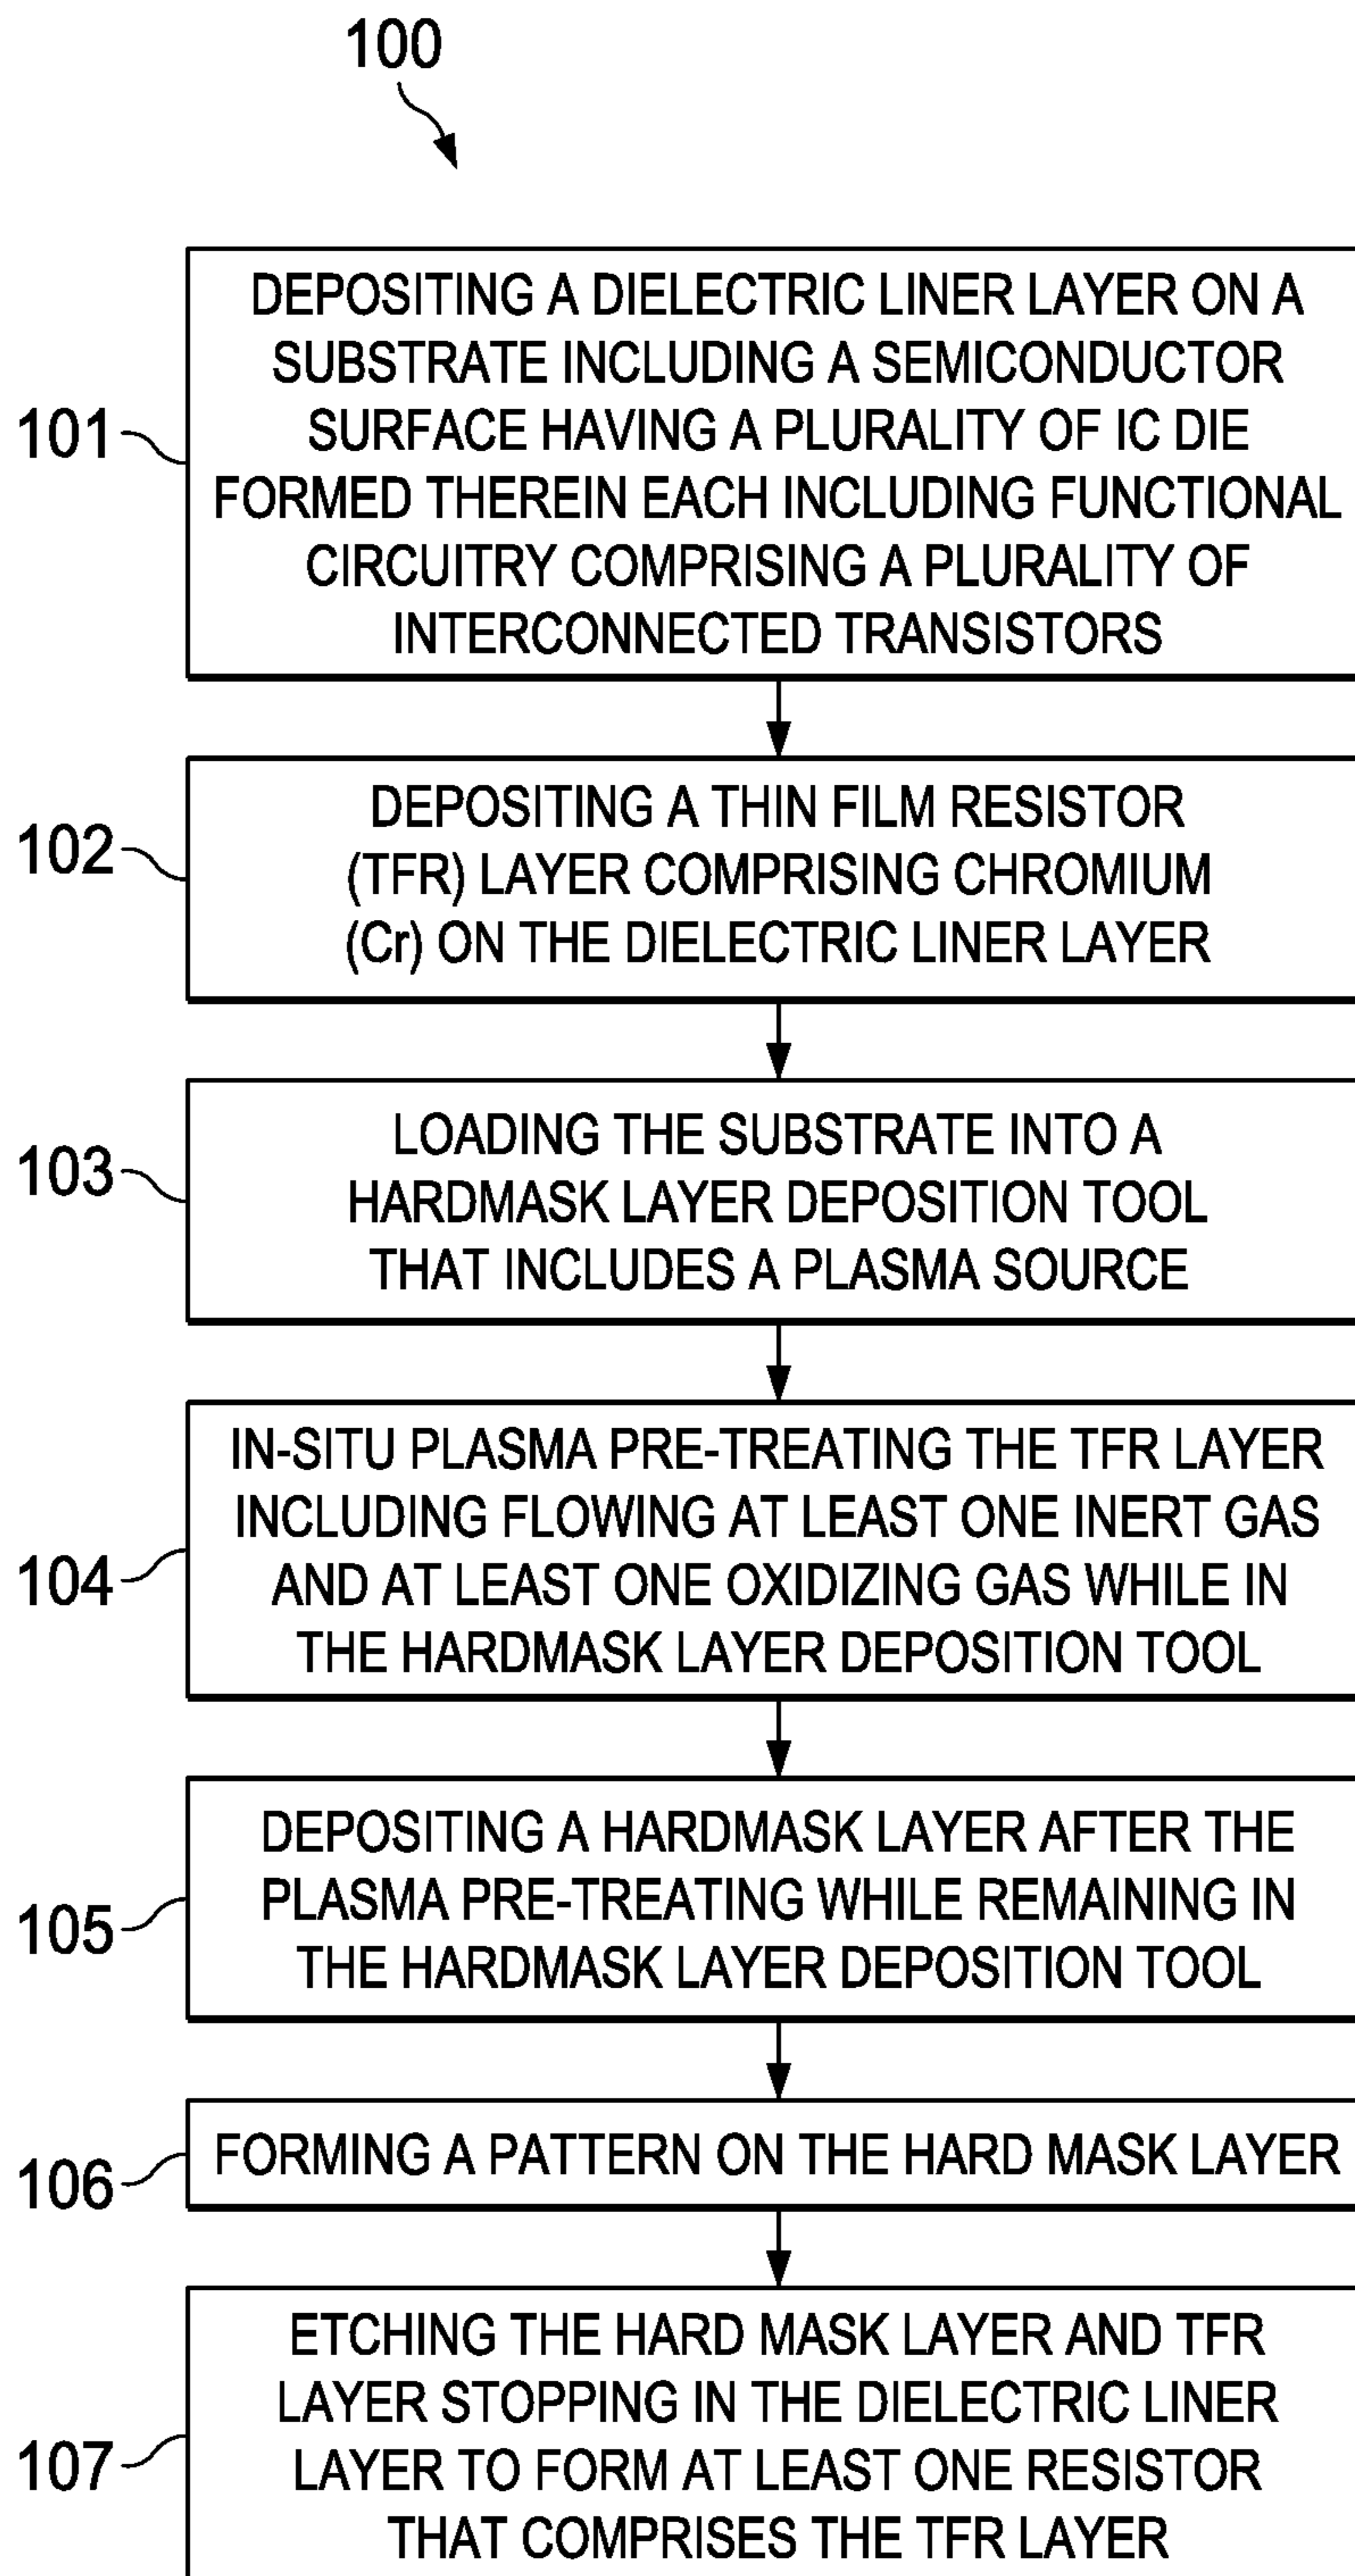 100
101
DEPOSITING A DIELECTRIC LINER LAYER ON A
SUBSTRATE INCLUDING A SEMICONDUCTOR
SURFACE HAVING A PLURALITY OF IC DIE
FORMED THEREIN EACH INCLUDING FUNCTIONAL
CIRCUITRY COMPRISING A PLURALITY OF
INTERCONNECTED TRANSISTORS
102
DEPOSITING A THIN FILM RESISTOR
(TFR) LAYER COMPRISING CHROMIUM
(Cr) ON THE DIELECTRIC LINER LAYER
103
LOADING THE SUBSTRATE INTO A
HARDMASK LAYER DEPOSITION TOOL
THAT INCLUDES A PLASMA SOURCE
104
IN-SITU PLASMA PRE-TREATING THE TFR LAYER
INCLUDING FLOWING AT LEAST ONE INERT GAS
AND AT LEAST ONE OXIDIZING GAS WHILE IN
THE HARDMASK LAYER DEPOSITION TOOL
105
DEPOSITING A HARDMASK LAYER AFTER THE
PLASMA PRE-TREATING WHILE REMAINING IN
THE HARDMASK LAYER DEPOSITION TOOL
106
FORMING A PATTERN ON THE HARD MASK LAYER
107
ETCHING THE HARD MASK LAYER AND TFR
LAYER STOPPING IN THE DIELECTRIC LINER
LAYER TO FORM AT LEAST ONE RESISTOR
THAT COMPRISES THE TFR LAYER